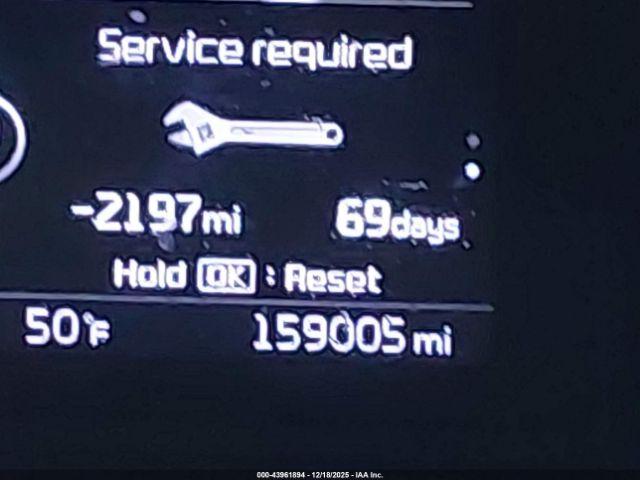 Service required
-2197mi 69days
Hold OK : Reset
50°F 159005 mi
000-43961894 - 12/18/2025 - IAA Inc.